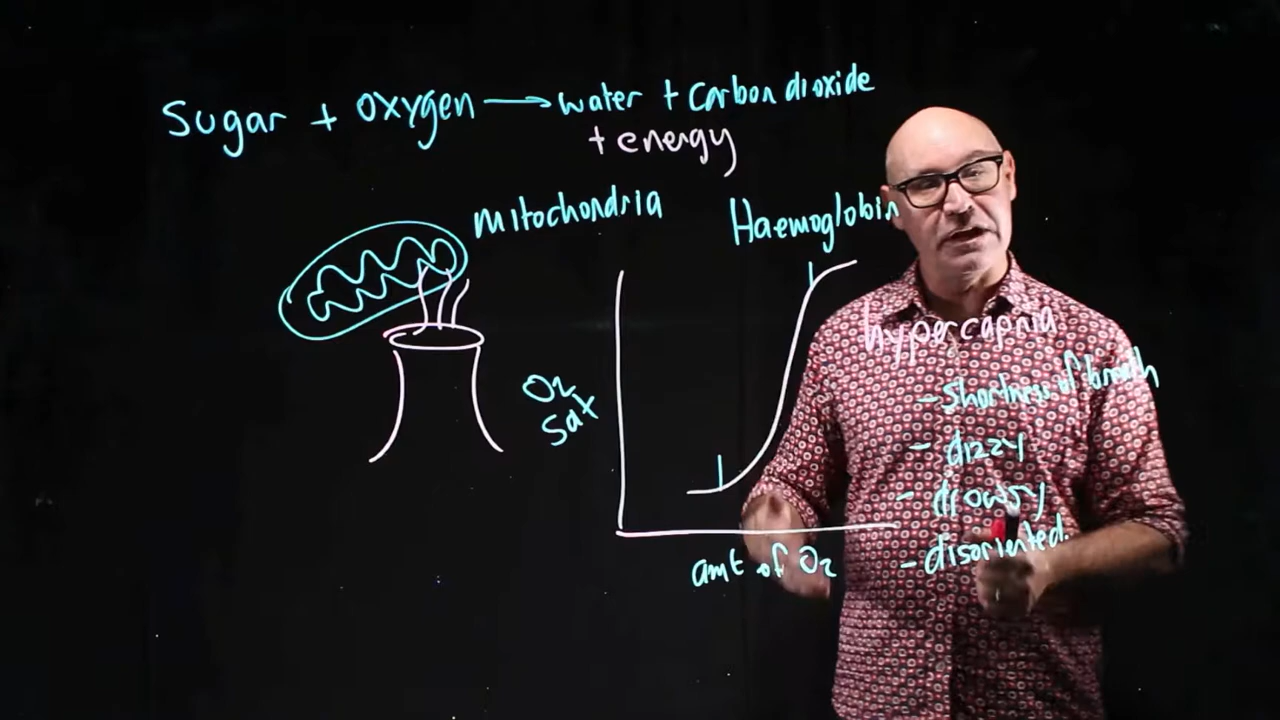 Sugar + oxygen → water + carbon dioxide
+ energy
Mitochondria
Haemoglobin
hypercapnia
O₂
Sat
- Shortness of breath
- dizzy
- drowsy
- disoriented
amt of O₂